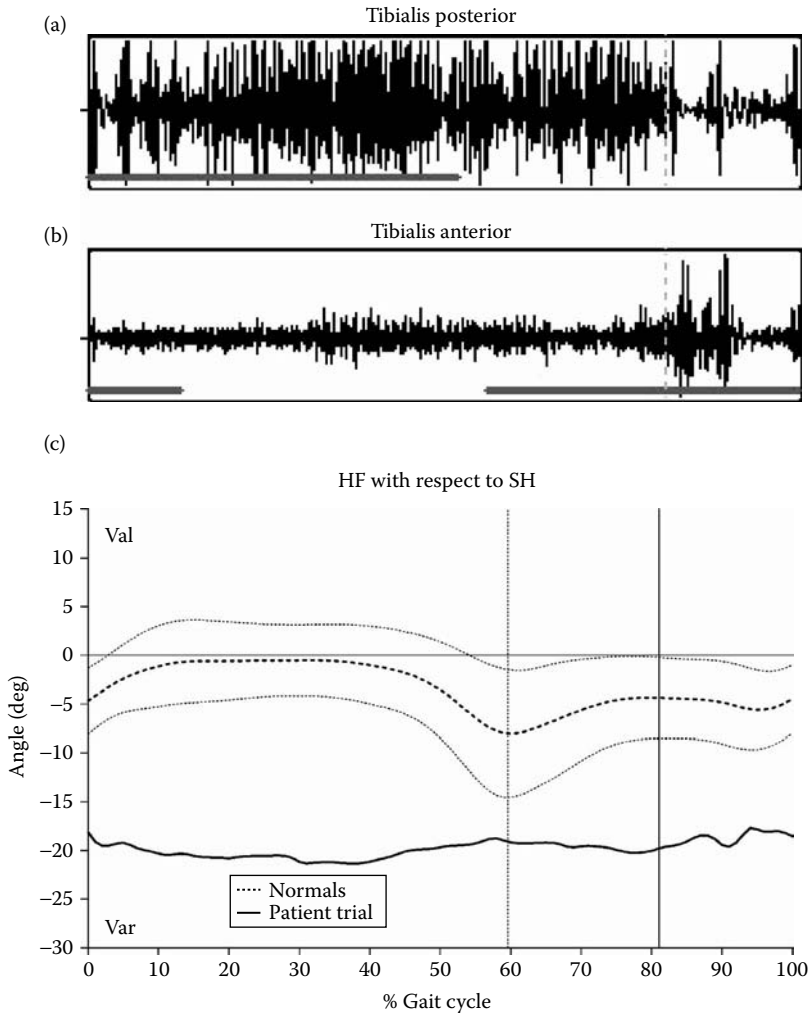 (a)
Tibialis posterior
(b)
Tibialis anterior
(c)
HF with respect to SH
15
Val
10
5
0
−5
−10
−15
−20
−25
−30
Angle (deg)
Normals
Patient trial
Var
0 10 20 30 40 50 60 70 80 90 100
% Gait cycle